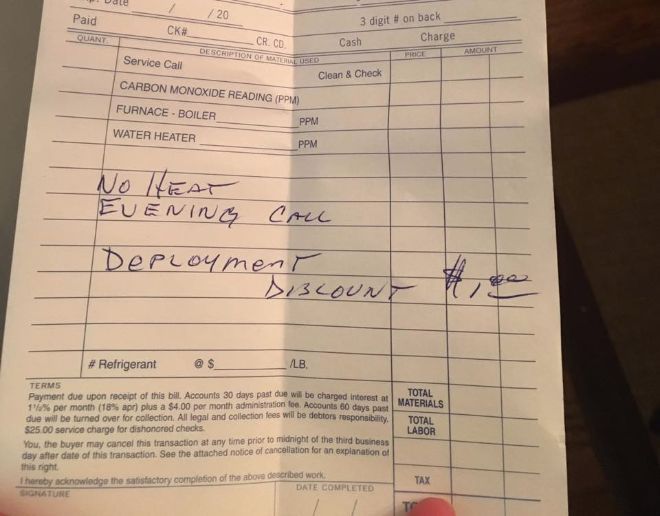 Date / / 20
3 digit # on back
Paid CK# CR. CD. Cash Charge
QUANT. DESCRIPTION OF MATERIAL USED PRICE AMOUNT
Service Call Clean & Check
CARBON MONOXIDE READING (PPM)
FURNACE - BOILER PPM
WATER HEATER PPM
NO HEAT
EVENING CALL
DEPLOYMENT
DISCOUNT $1.00
# Refrigerant @ $ /LB.
TERMS
Payment due upon receipt of this bill. Accounts 30 days past due will be charged interest at
1½% per month (18% apr) plus a $4.00 per month administration fee. Accounts 60 days past
due will be turned over for collection. All legal and collection fees will be debtors responsibility.
$25.00 service charge for dishonored checks.
You, the buyer may cancel this transaction at any time prior to midnight of the third business
day after date of this transaction. See the attached notice of cancellation for an explanation of
this right.
I hereby acknowledge the satisfactory completion of the above described work.
SIGNATURE DATE COMPLETED
/ /
TOTAL
MATERIALS
TOTAL
LABOR
TAX